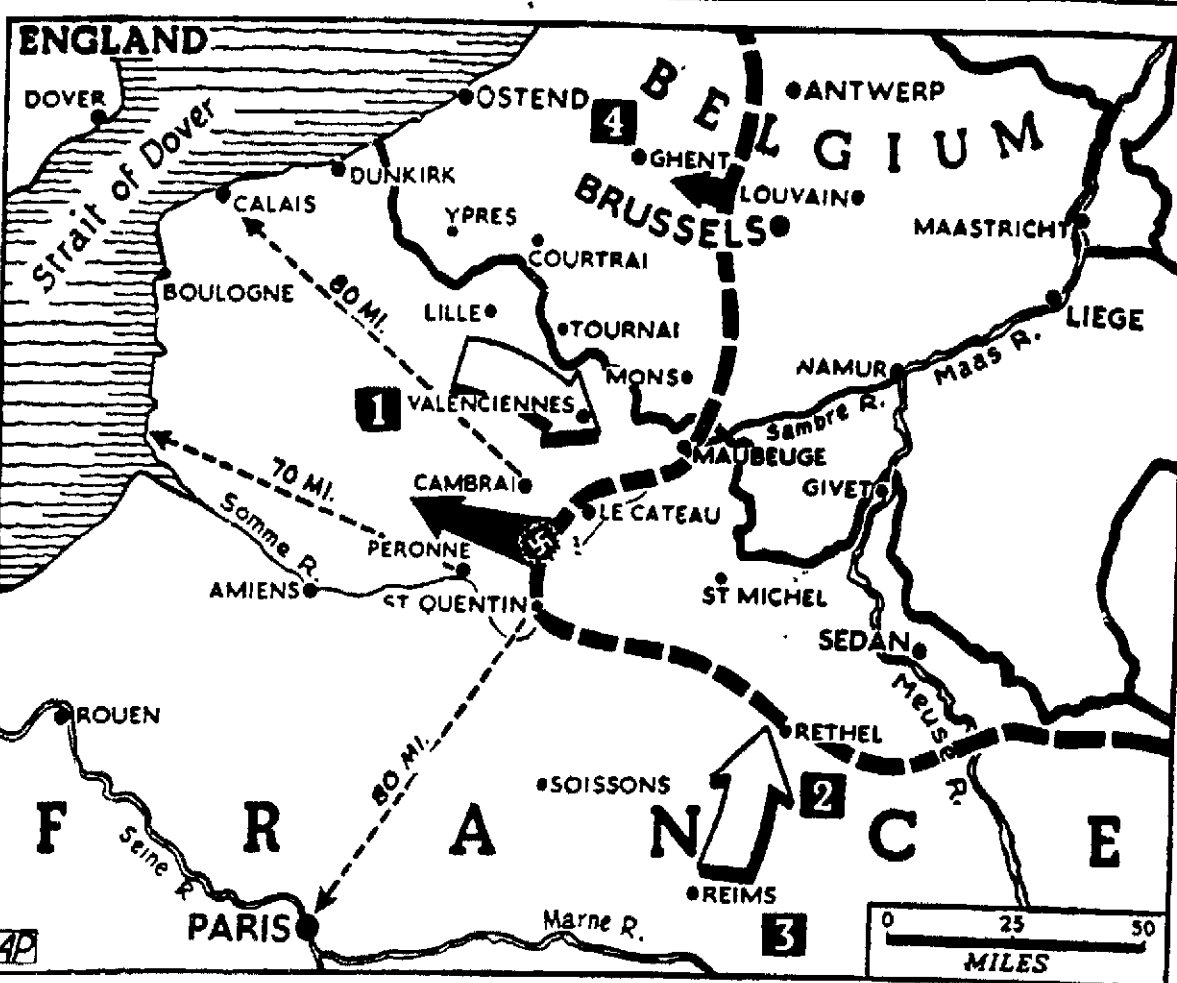 ENGLAND
DOVER
Strait of Dover
OSTEND
4
BELGIUM
ANTWERP
GHENT
DUNKIRK
CALAIS
BRUSSELS
LOUVAIN
YPRES
COURTRAI
MAASTRICHT
BOULOGNE
80 MI.
LILLE
TOURNAI
LIEGE
Maas R.
NAMUR
MONS
1
VALENCIENNES
Sambre R.
MAUBEUGE
70 MI.
CAMBRAI
GIVET
Somme R.
LE CATEAU
PERONNE
AMIENS
ST QUENTIN
ST MICHEL
SEDAN
Meuse R.
ROUEN
RETHEL
80 MI.
SOISSONS
2
FRANCE
Seine R
REIMS
PARIS
Marne R.
3
AP
0 25 50
MILES